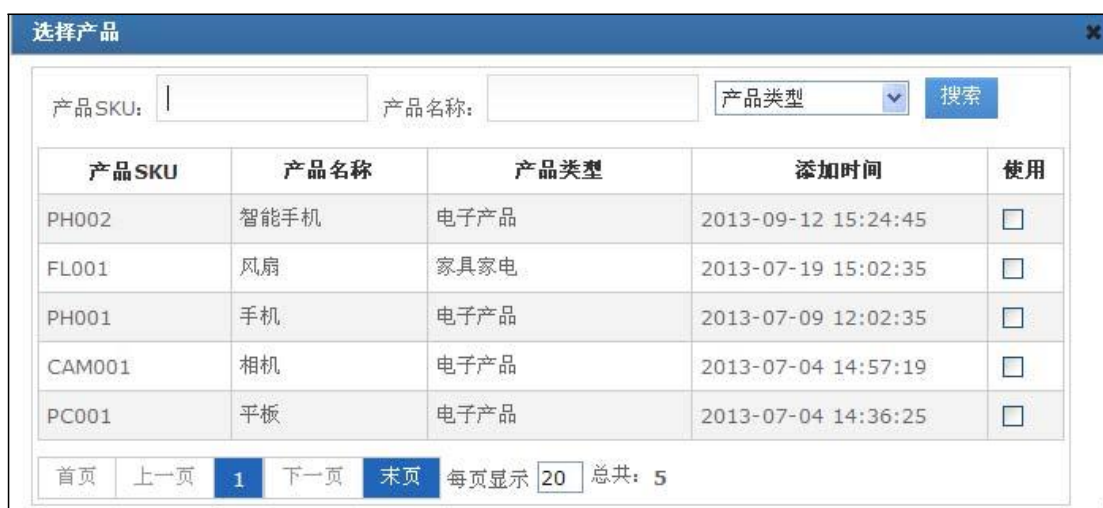 选择产品
产品SKU: 产品名称: 产品类型 搜索
产品SKU 产品名称 产品类型 添加时间 使用
PH002 智能手机 电子产品 2013-09-12 15:24:45
FL001 风扇 家具家电 2013-07-19 15:02:35
PH001 手机 电子产品 2013-07-09 12:02:35
CAM001 相机 电子产品 2013-07-04 14:57:19
PC001 平板 电子产品 2013-07-04 14:36:25
首页 上一页 1 下一页 末页 每页显示 20 总共: 5